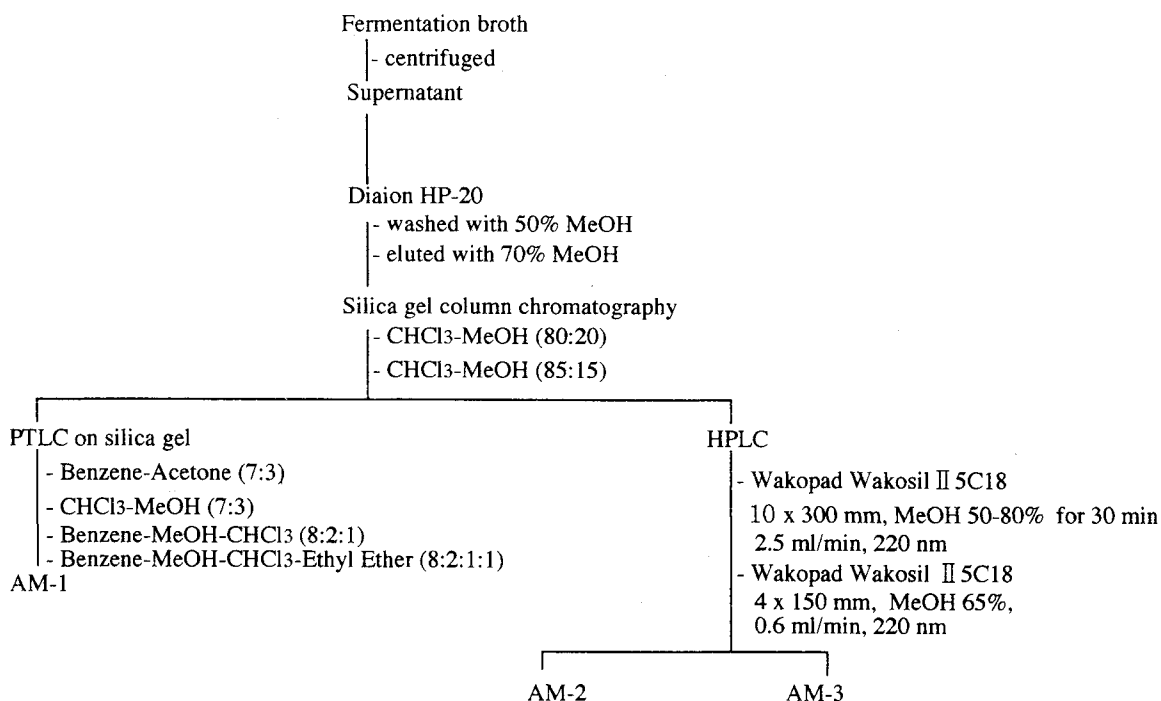 Fermentation broth
- centrifuged
Supernatant
Diaion HP-20
- washed with 50% MeOH
- eluted with 70% MeOH
Silica gel column chromatography
- CHCl3-MeOH (80:20)
- CHCl3-MeOH (85:15)
PTLC on silica gel
- Benzene-Acetone (7:3)
- CHCl3-MeOH (7:3)
- Benzene-MeOH-CHCl3 (8:2:1)
- Benzene-MeOH-CHCl3-Ethyl Ether (8:2:1:1)
AM-1
HPLC
- Wakopad Wakosil Ⅱ 5C18
10 x 300 mm, MeOH 50-80% for 30 min
2.5 ml/min, 220 nm
- Wakopad Wakosil Ⅱ 5C18
4 x 150 mm, MeOH 65%,
0.6 ml/min, 220 nm
AM-2
AM-3